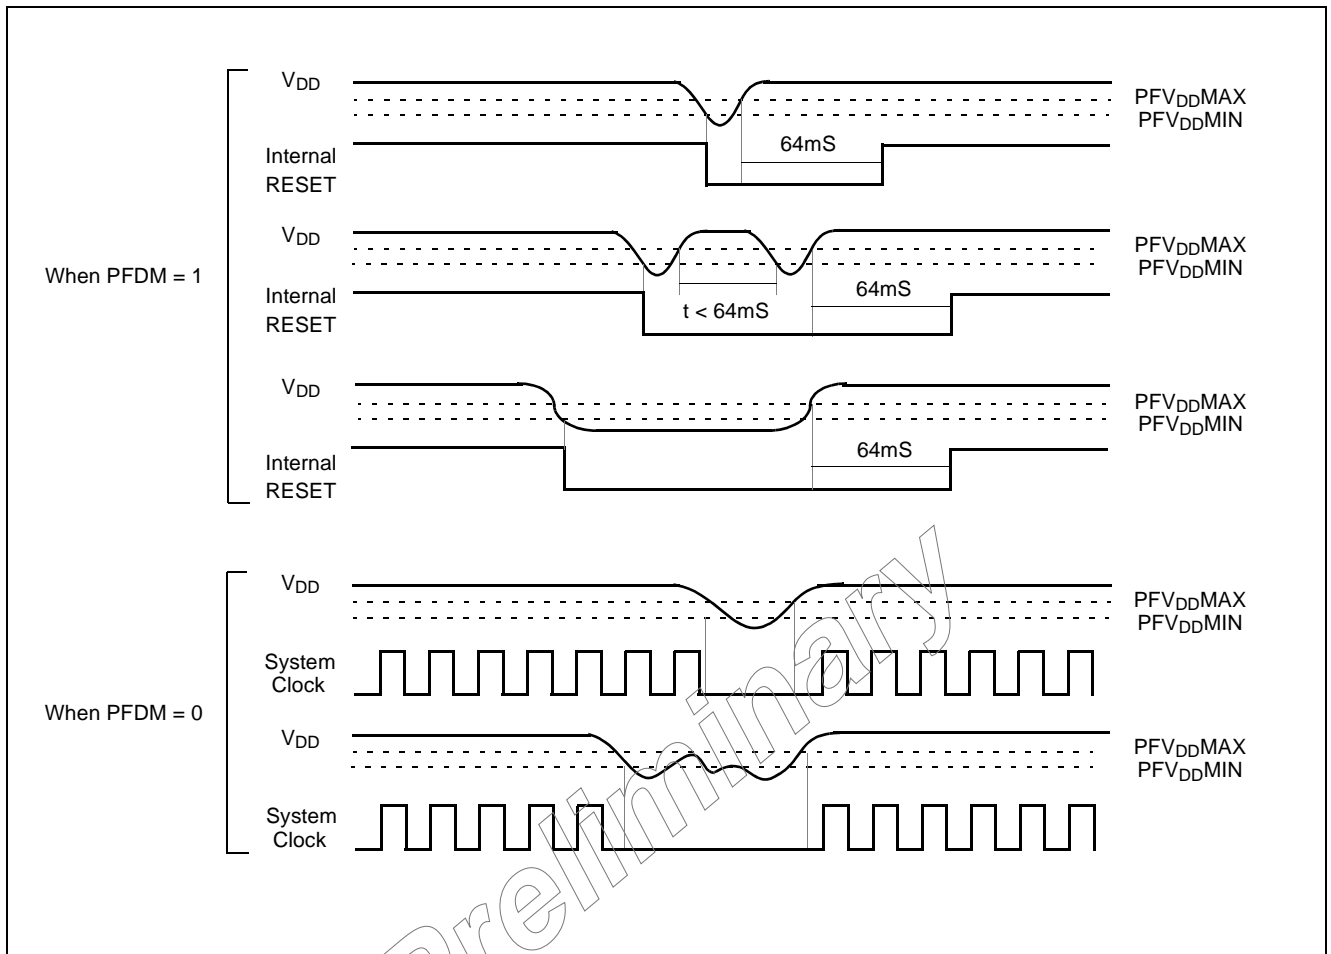 When PFDM = 1
VDD
PFVDDMAX
PFVDDMIN
Internal
RESET
64mS
VDD
PFVDDMAX
PFVDDMIN
Internal
RESET
t < 64mS
64mS
VDD
PFVDDMAX
PFVDDMIN
Internal
RESET
64mS
When PFDM = 0
VDD
PFVDDMAX
PFVDDMIN
System
Clock
VDD
PFVDDMAX
PFVDDMIN
System
Clock
Preliminary